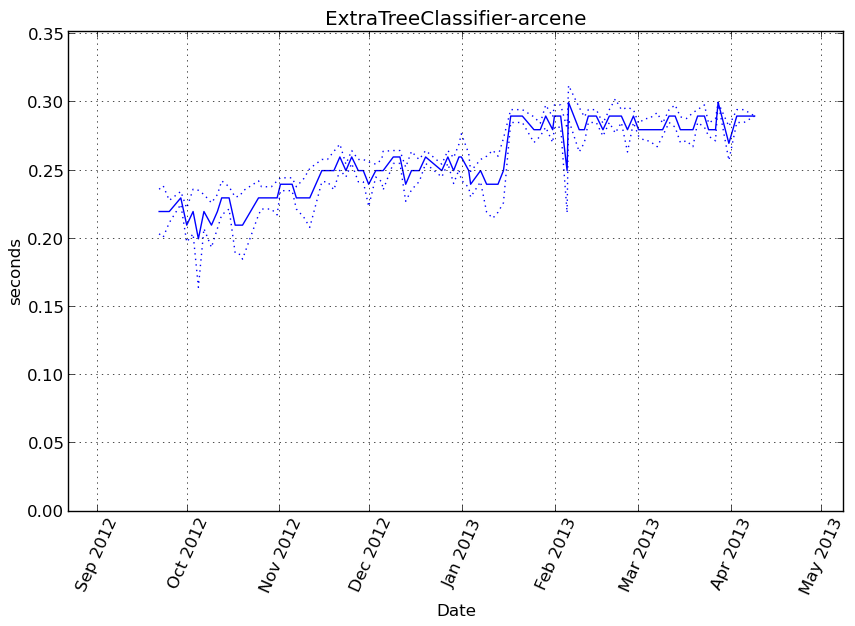 ExtraTreeClassifier-arcene
0.35
0.30
0.25
0.20
0.15
0.10
0.05
0.00
seconds
Sep 2012
Oct 2012
Nov 2012
Dec 2012
Jan 2013
Feb 2013
Mar 2013
Apr 2013
May 2013
Date